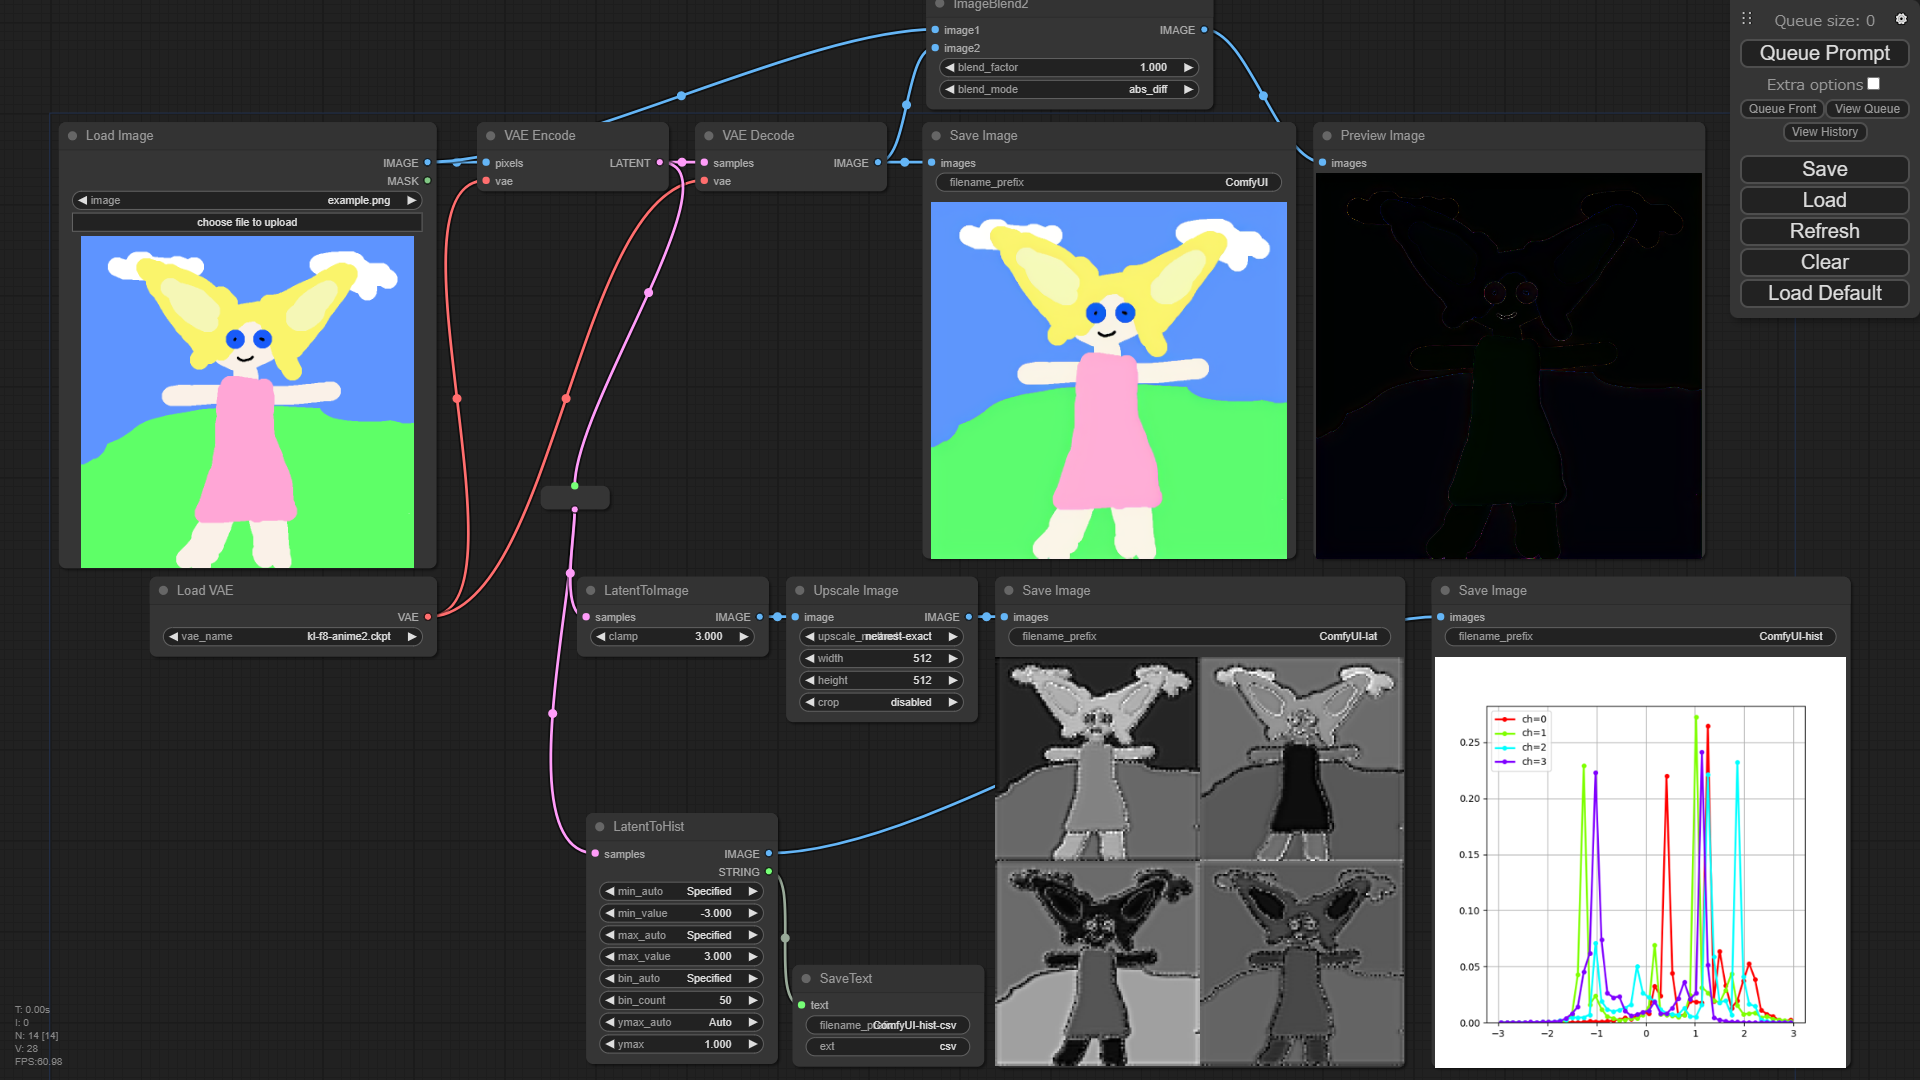 ImageBlend2
image1
IMAGE
image2
blend_factor
1.000
blend_mode
abs_diff
Queue size: 0
Queue Prompt
Extra options
Queue Front
View Queue
View History
Save
Load
Refresh
Clear
Load Default
Load Image
IMAGE
MASK
image
example.png
choose file to upload
VAE Encode
pixels
LATENT
vae
VAE Decode
samples
IMAGE
vae
Save Image
images
filename_prefix
ComfyUI
Preview Image
images
Load VAE
VAE
vae_name
kl-f8-anime2.ckpt
LatentToImage
samples
IMAGE
clamp
3.000
Upscale Image
image
IMAGE
nearest-exact
width
512
height
512
crop
disabled
Save Image
images
filename_prefix
ComfyUI-lat
Save Image
images
filename_prefix
ComfyUI-hist
ch=0
ch=1
ch=2
ch=3
0.25
0.20
0.15
0.10
0.05
0.00
−3
−2
−1
0
1
2
3
LatentToHist
samples
IMAGE
STRING
min_auto
Specified
min_value
-3.000
max_auto
Specified
max_value
3.000
bin_auto
Specified
bin_count
50
ymax_auto
Auto
ymax
1.000
SaveText
text
ComfyUI-hist-csv
ext
csv
T: 0.00s
I: 0
N: 14 [14]
V: 28
FPS:60.98